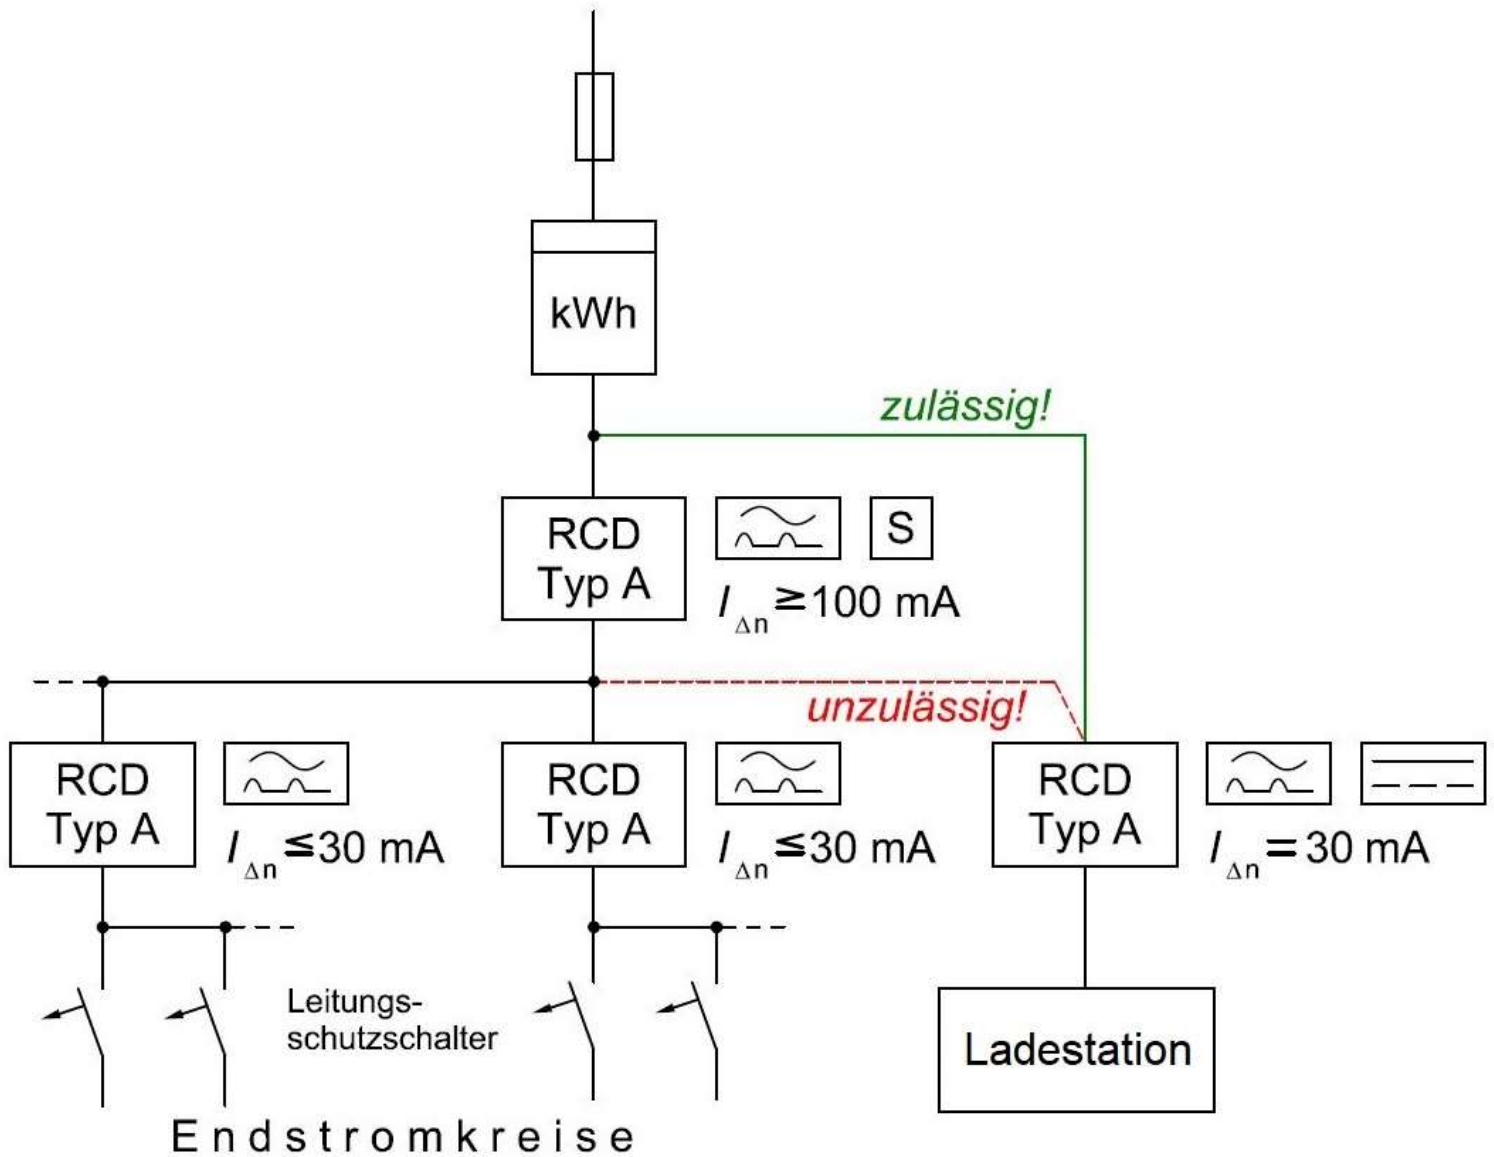 kWh
zulässig!
RCD
Typ A
S
I Δn ≥ 100 mA
unzulässig!
RCD
Typ A
I Δn ≤ 30 mA
RCD
Typ A
I Δn ≤ 30 mA
RCD
Typ A
I Δn = 30 mA
Leitungs-
schutzschalter
Ladestation
Endstromkreise